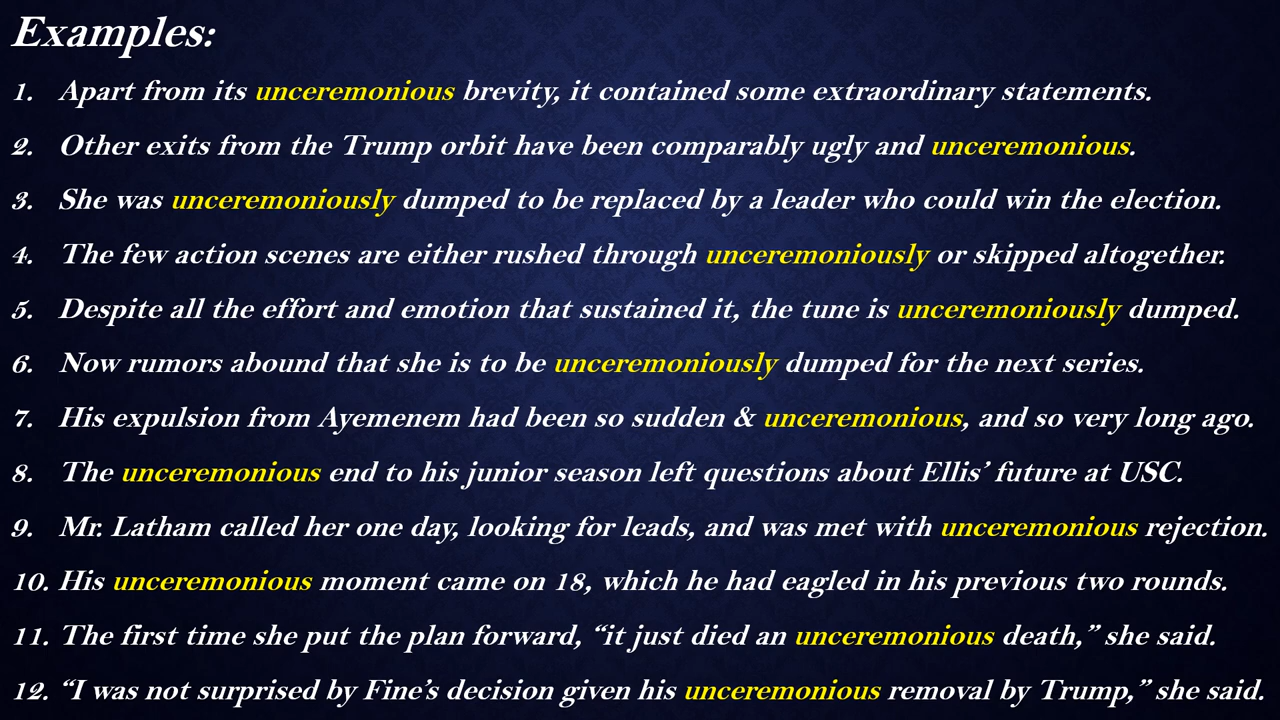 Examples:
1. Apart from its unceremonious brevity, it contained some extraordinary statements.
2. Other exits from the Trump orbit have been comparably ugly and unceremonious.
3. She was unceremoniously dumped to be replaced by a leader who could win the election.
4. The few action scenes are either rushed through unceremoniously or skipped altogether.
5. Despite all the effort and emotion that sustained it, the tune is unceremoniously dumped.
6. Now rumors abound that she is to be unceremoniously dumped for the next series.
7. His expulsion from Ayemenem had been so sudden & unceremonious, and so very long ago.
8. The unceremonious end to his junior season left questions about Ellis’ future at USC.
9. Mr. Latham called her one day, looking for leads, and was met with unceremonious rejection.
10. His unceremonious moment came on 18, which he had eagled in his previous two rounds.
11. The first time she put the plan forward, “it just died an unceremonious death,” she said.
12. “I was not surprised by Fine’s decision given his unceremonious removal by Trump,” she said.